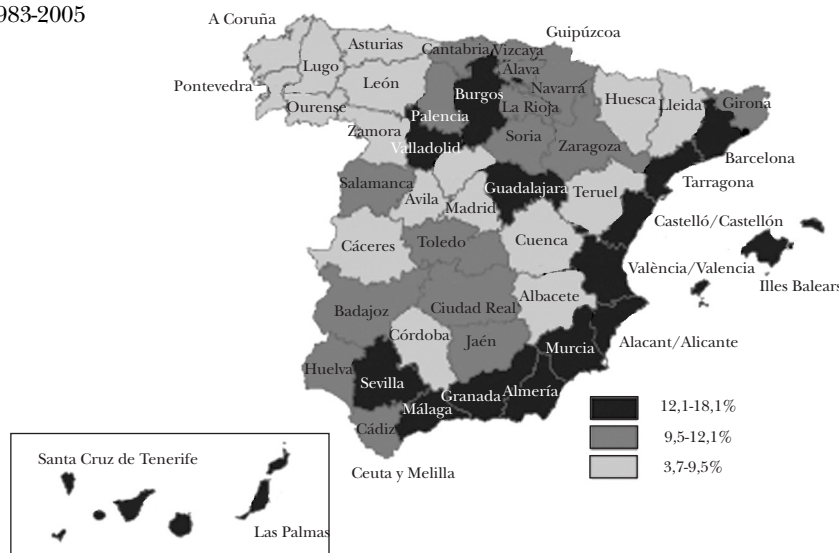 983-2005
A Coruña
Guipúzcoa
Asturias
Cantabria
Vizcaya
Lugo
Álava
Pontevedra
León
Navarrá
Burgos
Huesca
Lleida
Girona
Ourense
Palencia
La Rioja
Zamora
Soria
Valladolid
Zaragoza
Barcelona
Salamanca
Guadalajara
Teruel
Tarragona
Ávila
Madrid
Castelló/Castellón
Cáceres
Toledo
Cuenca
València/Valencia
Illes Balears
Albacete
Badajoz
Ciudad Real
Córdoba
Jaén
Alacant/Alicante
Murcia
Huelva
Sevilla
Granada
Almería
Málaga
12,1-18,1%
Cádiz
9,5-12,1%
Santa Cruz de Tenerife
3,7-9,5%
Ceuta y Melilla
Las Palmas